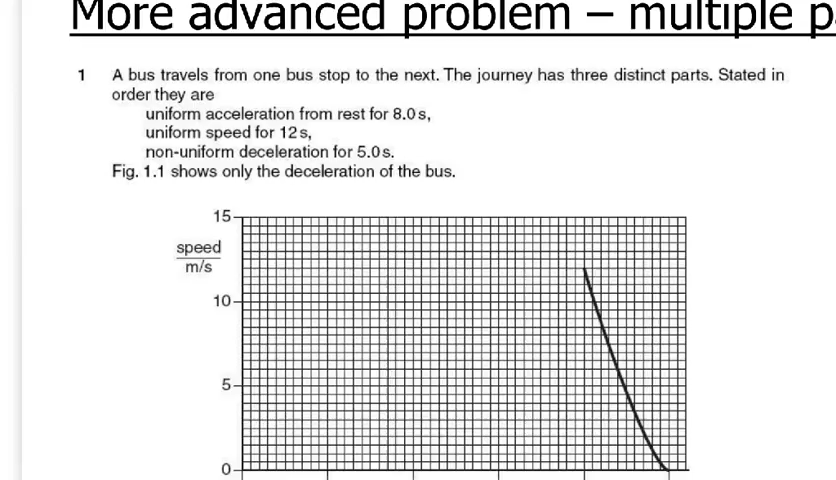 More advanced problem – multiple
1 A bus travels from one bus stop to the next. The journey has three distinct parts. Stated in
order they are
uniform acceleration from rest for 8.0 s,
uniform speed for 12 s,
non-uniform deceleration for 5.0 s.
Fig. 1.1 shows only the deceleration of the bus.
15
speed
m/s
10
5
0